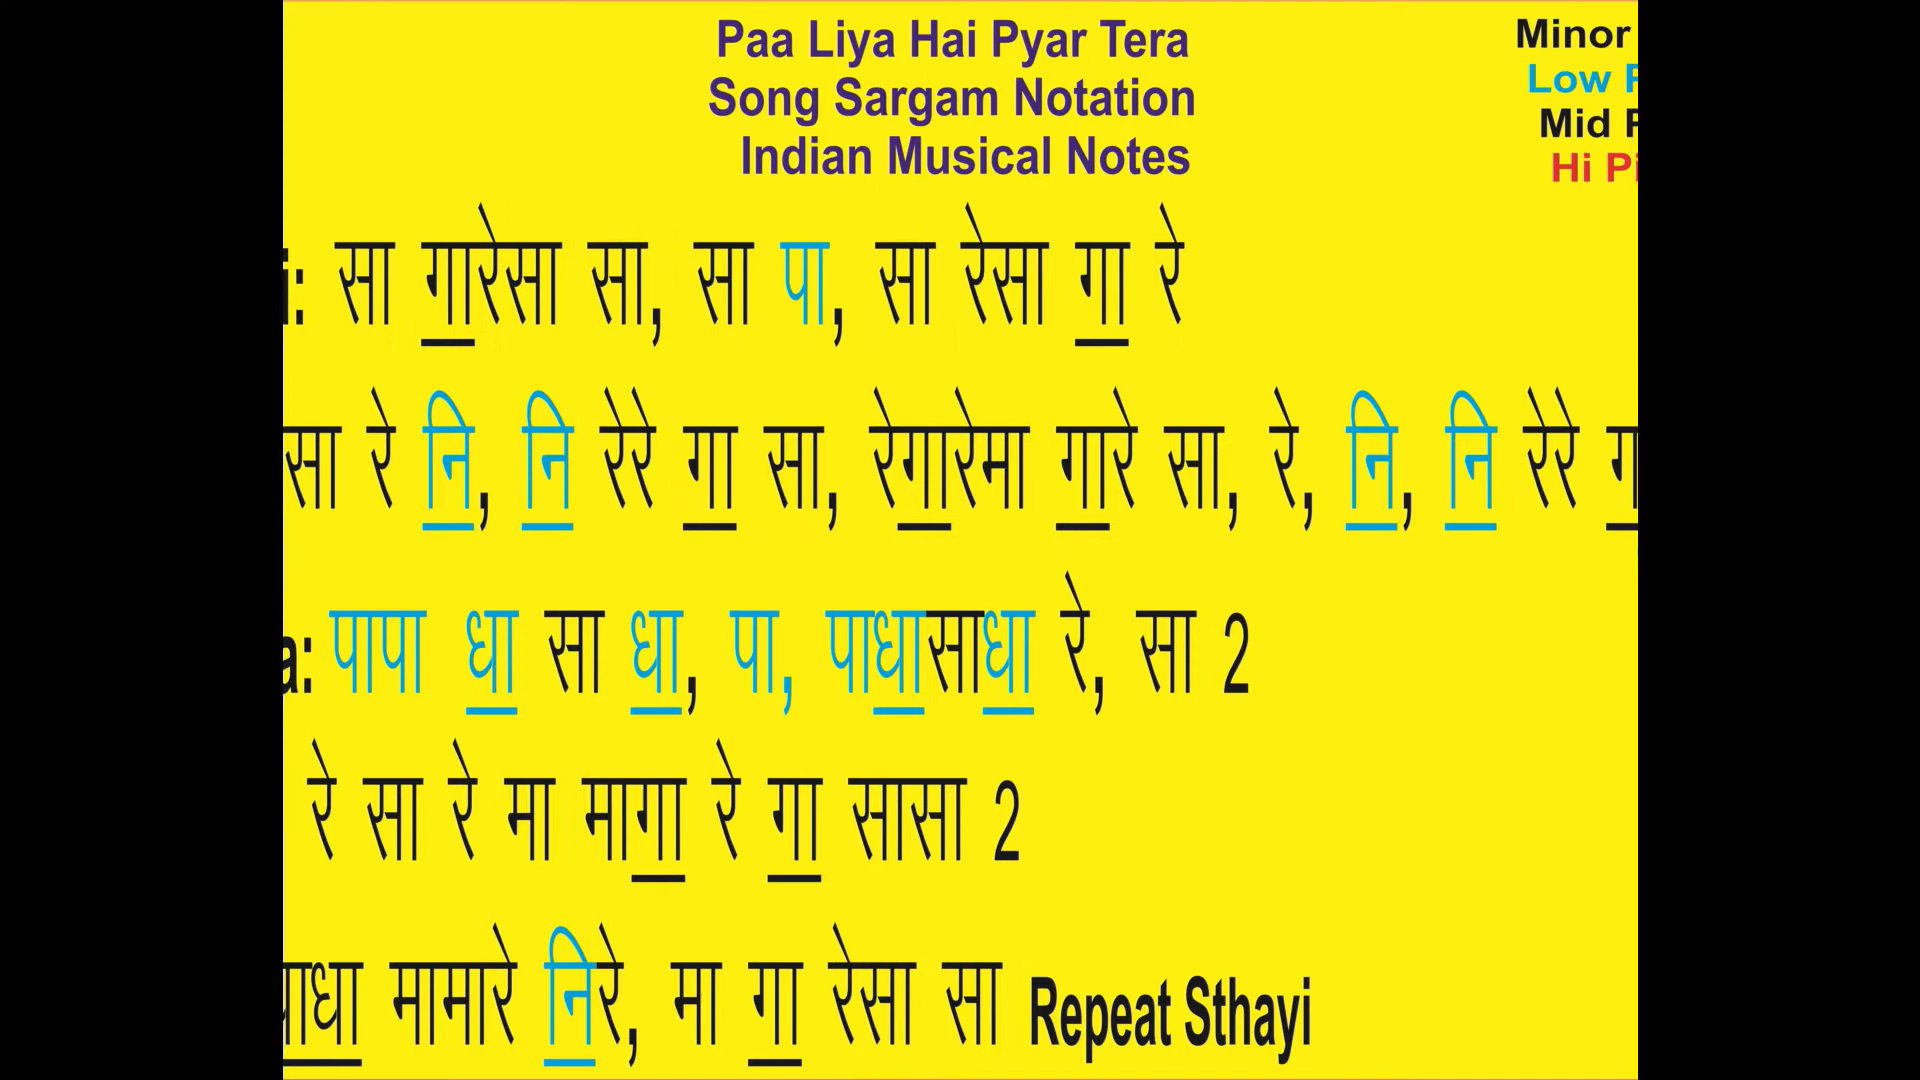 Paa Liya Hai Pyar Tera
Song Sargam Notation
Indian Musical Notes
Minor
Low
Mid
Hi
सा गारेसा सा, सा पा, सा रेसा गा रे
सा रे नि, नि रेरे गा सा, रेगारेमा गारे सा, रे, नि, नि रेरे
पापा धा सा धा, पा, पाधासाधा रे, सा 2
रे सा रे मा मागा रे गा सासा 2
मामारे निरे, मा गा रेसा सा Repeat Sthayi